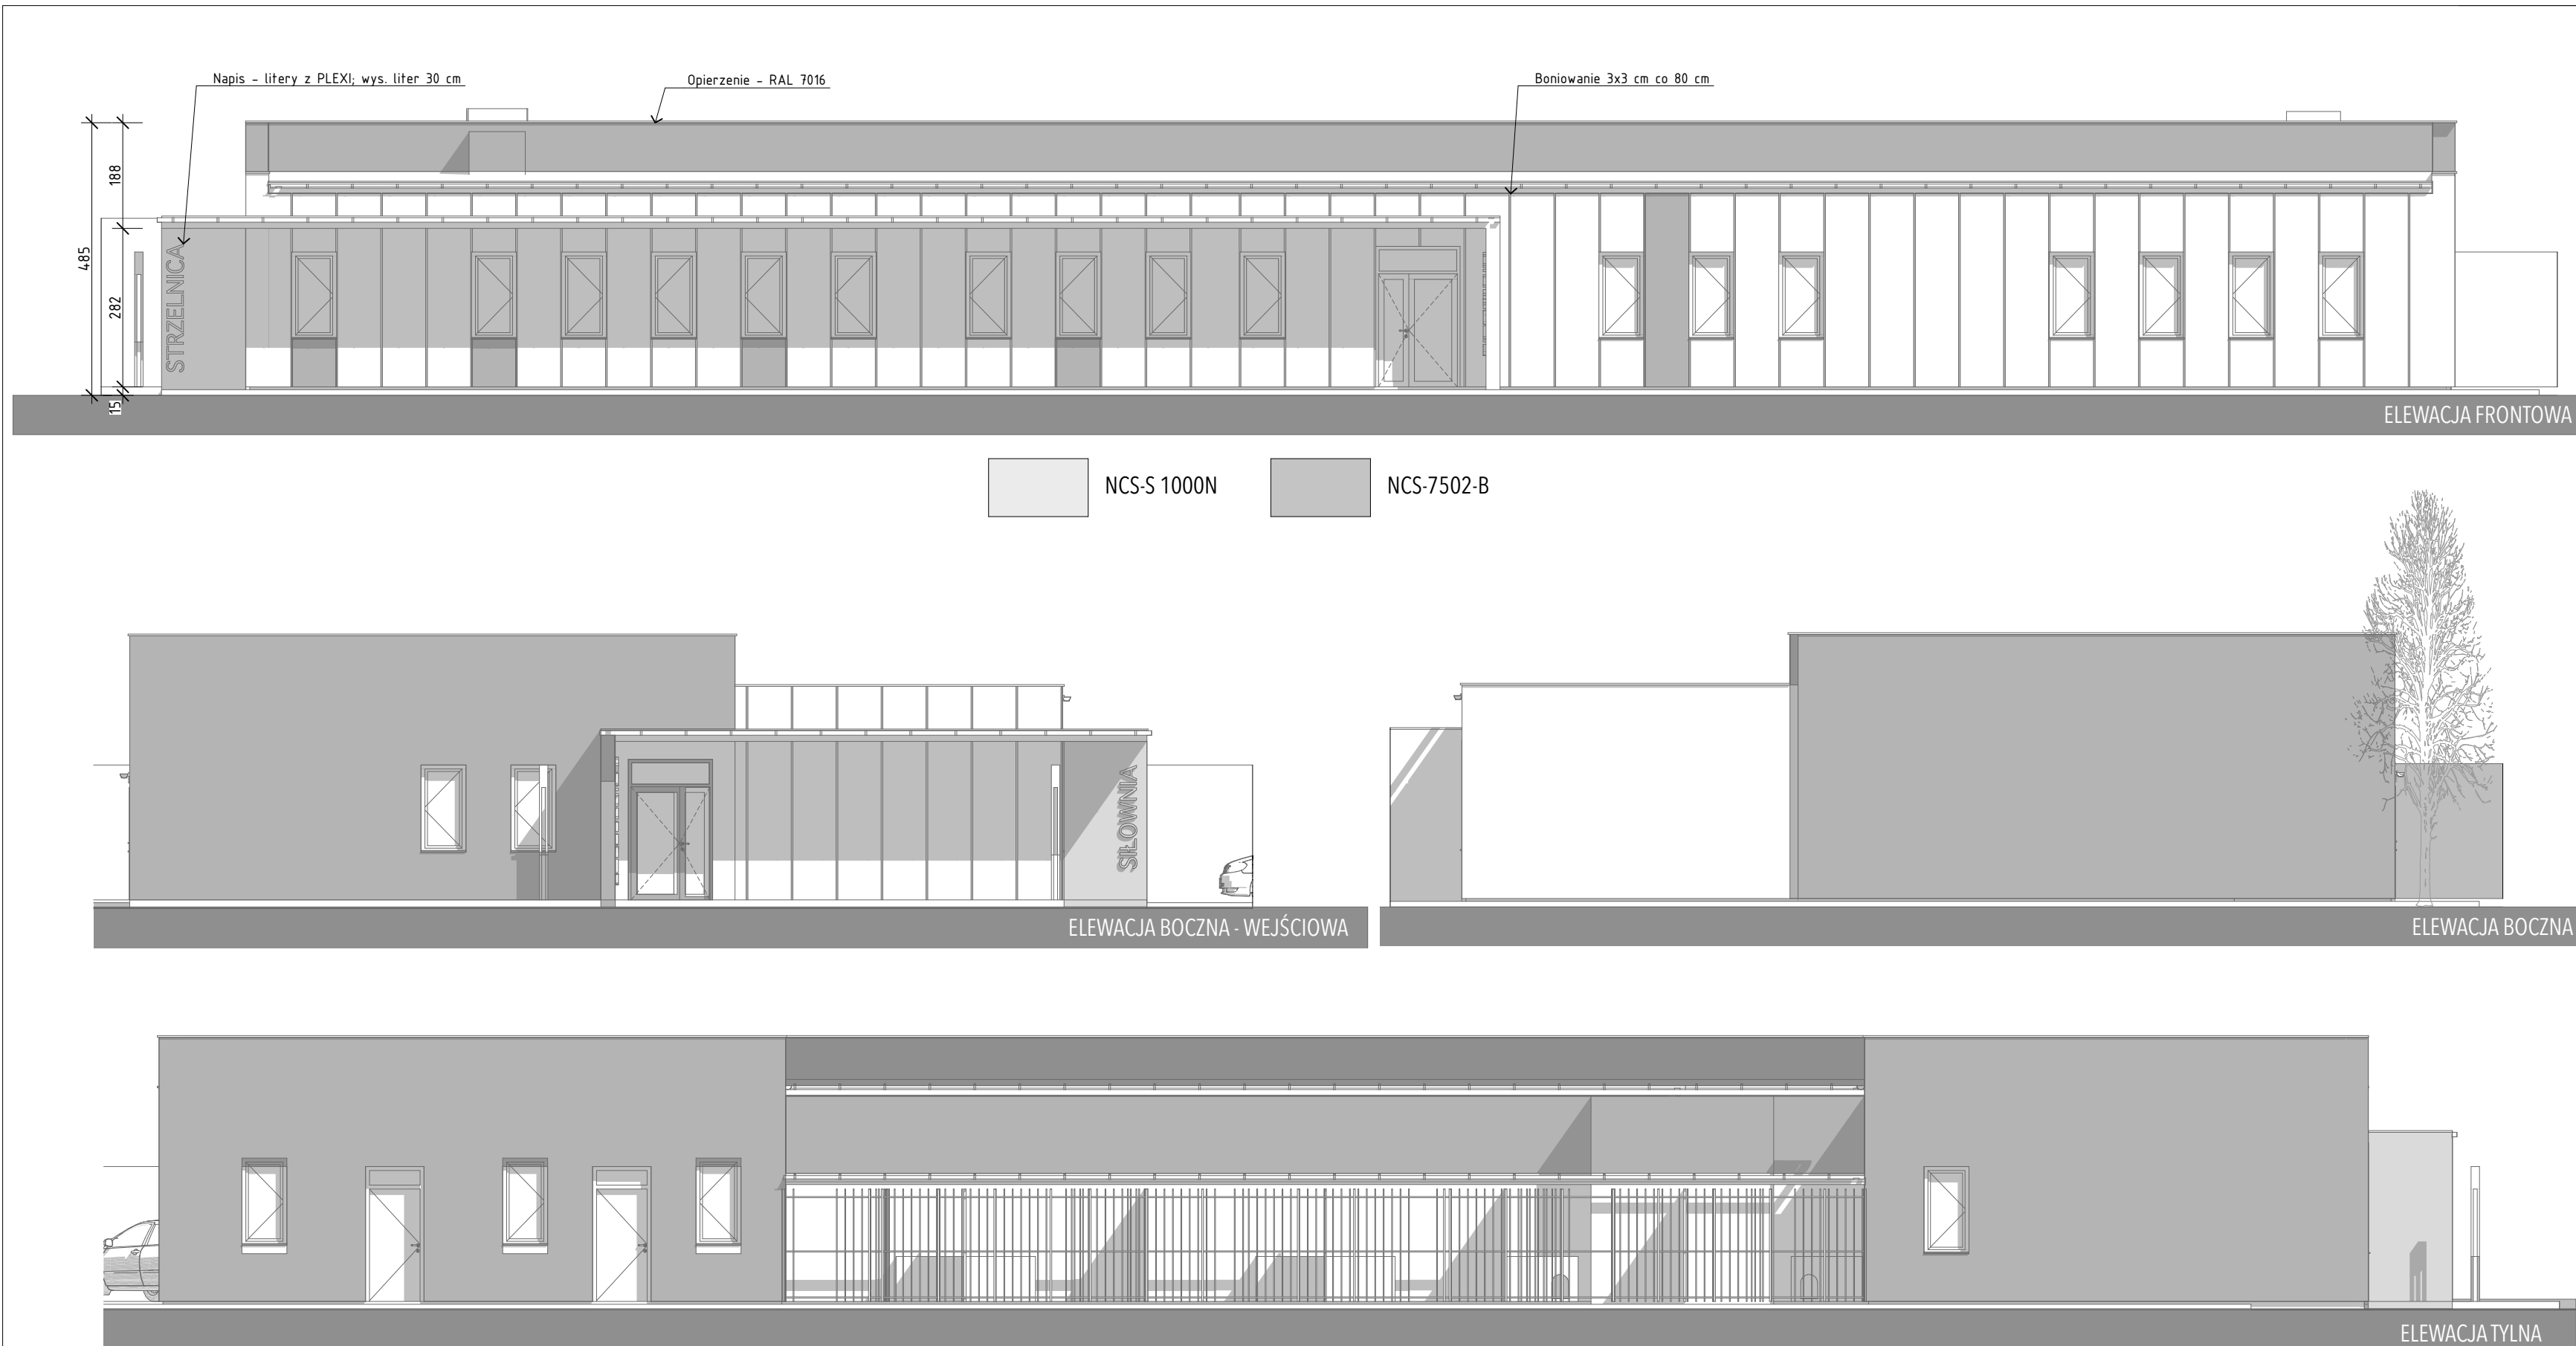 Napis - litery z PLEXI; wys. liter 30 cm
Opierzenie - RAL 7016
Boniowanie 3x3 cm co 80 cm
485
188
282
15
STRZELNICA
ELEWACJA FRONTOWA
NCS-S 1000N
NCS-7502-B
SIŁOWNIA
ELEWACJA BOCZNA - WEJŚCIOWA
ELEWACJA BOCZNA
ELEWACJA TYLNA